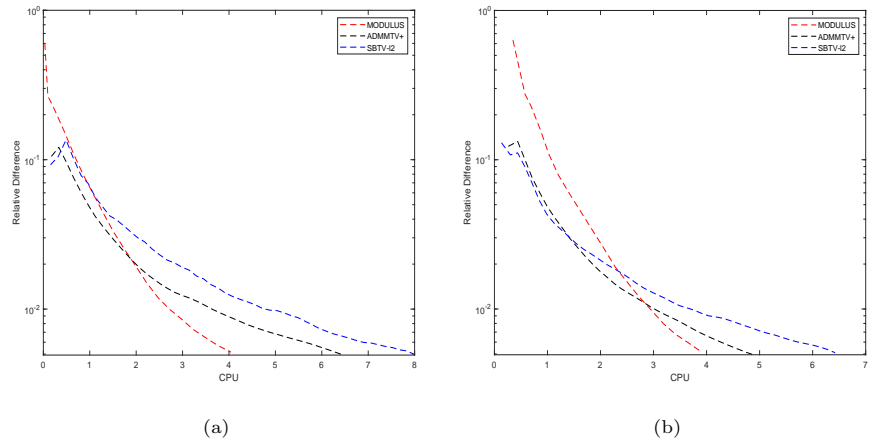 10^0
MODULUS
ADMMTV+
SBTV-l2
Relative Difference
10^-1
10^-2
0 1 2 3 4 5 6 7 8
CPU
(a)
10^0
MODULUS
ADMMTV+
SBTV-l2
Relative Difference
10^-1
10^-2
0 1 2 3 4 5 6 7
CPU
(b)